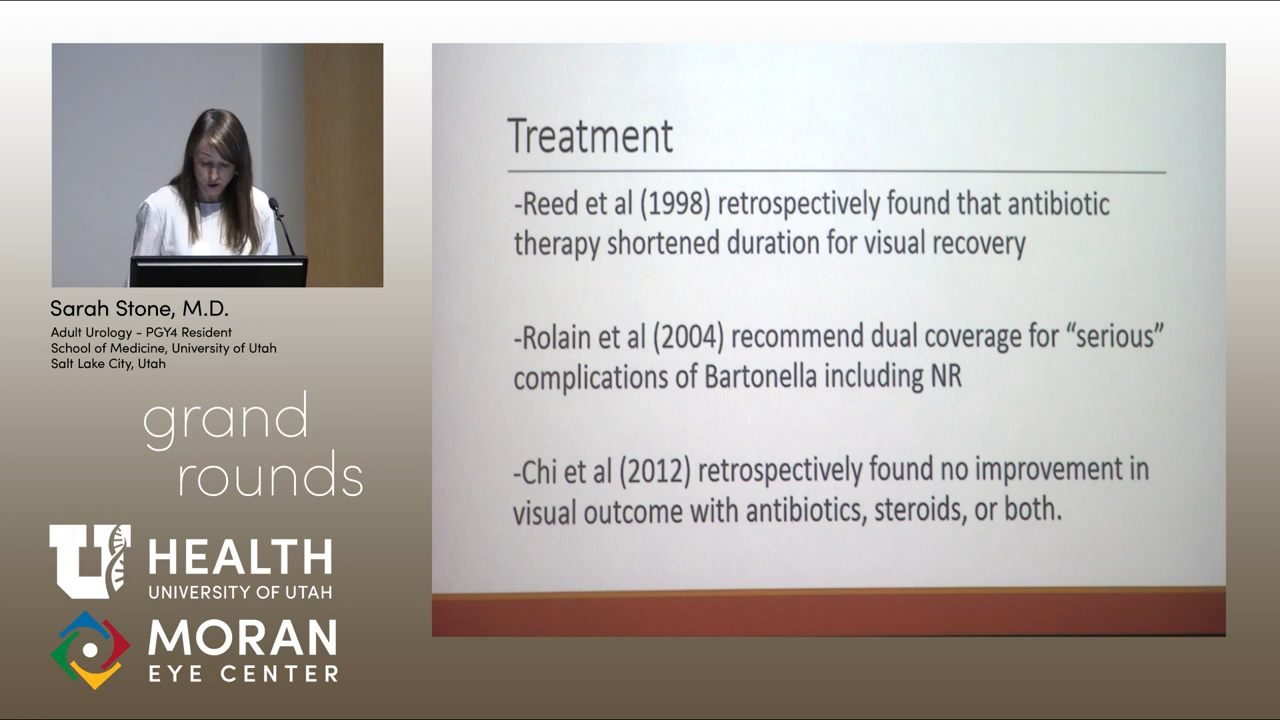 Sarah Stone, M.D.
Adult Urology - PGY4 Resident
School of Medicine, University of Utah
Salt Lake City, Utah
grand
rounds
U HEALTH
UNIVERSITY OF UTAH
MORAN
EYE CENTER
Treatment
-Reed et al (1998) retrospectively found that antibiotic
therapy shortened duration for visual recovery
-Rolain et al (2004) recommend dual coverage for “serious”
complications of Bartonella including NR
-Chi et al (2012) retrospectively found no improvement in
visual outcome with antibiotics, steroids, or both.